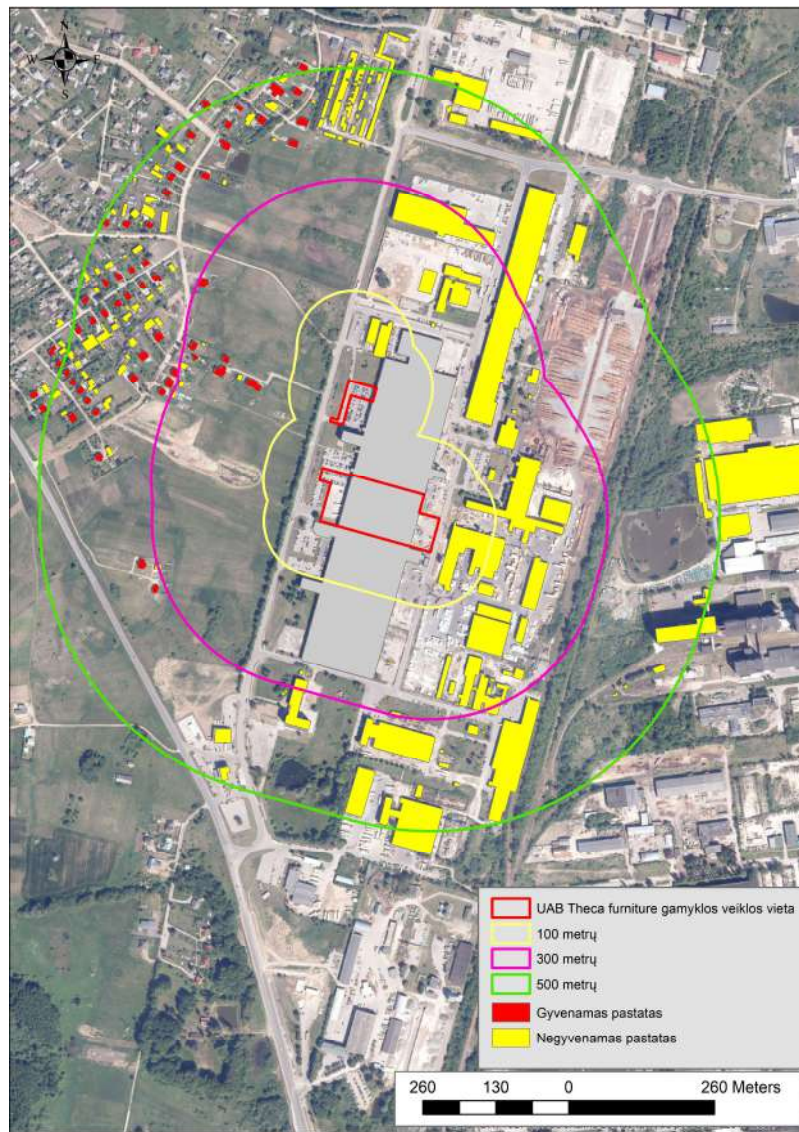 N
W E
S
UAB Theca furniture gamyklos veiklos vieta
100 metrų
300 metrų
500 metrų
Gyvenamas pastatas
Negyvenamas pastatas
260 130 0 260 Meters